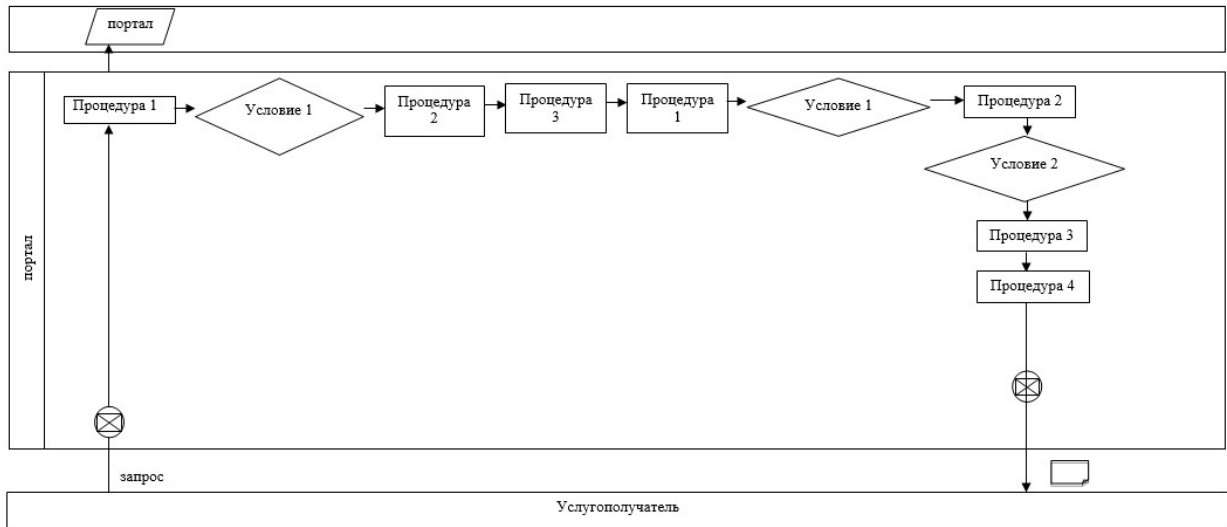 портал
портал
Процедура 1
Условие 1
Процедура
2
Процедура
3
Процедура
1
Условие 1
Процедура 2
Условие 2
Процедура 3
Процедура 4
запрос
Услугополучатель